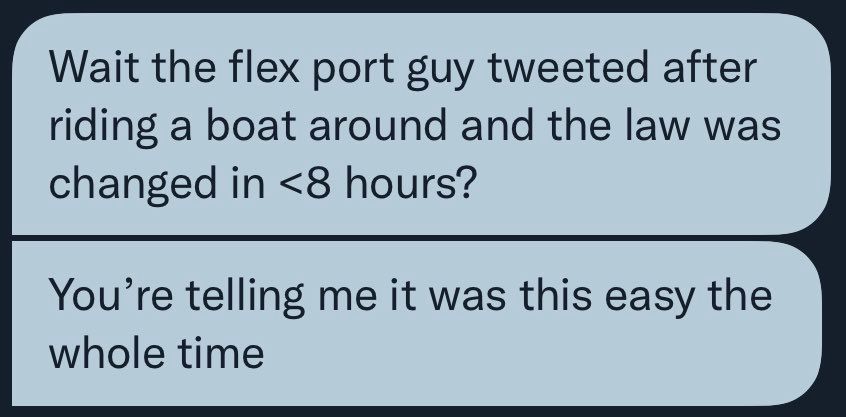 Wait the flex port guy tweeted after
riding a boat around and the law was
changed in <8 hours?
You’re telling me it was this easy the
whole time